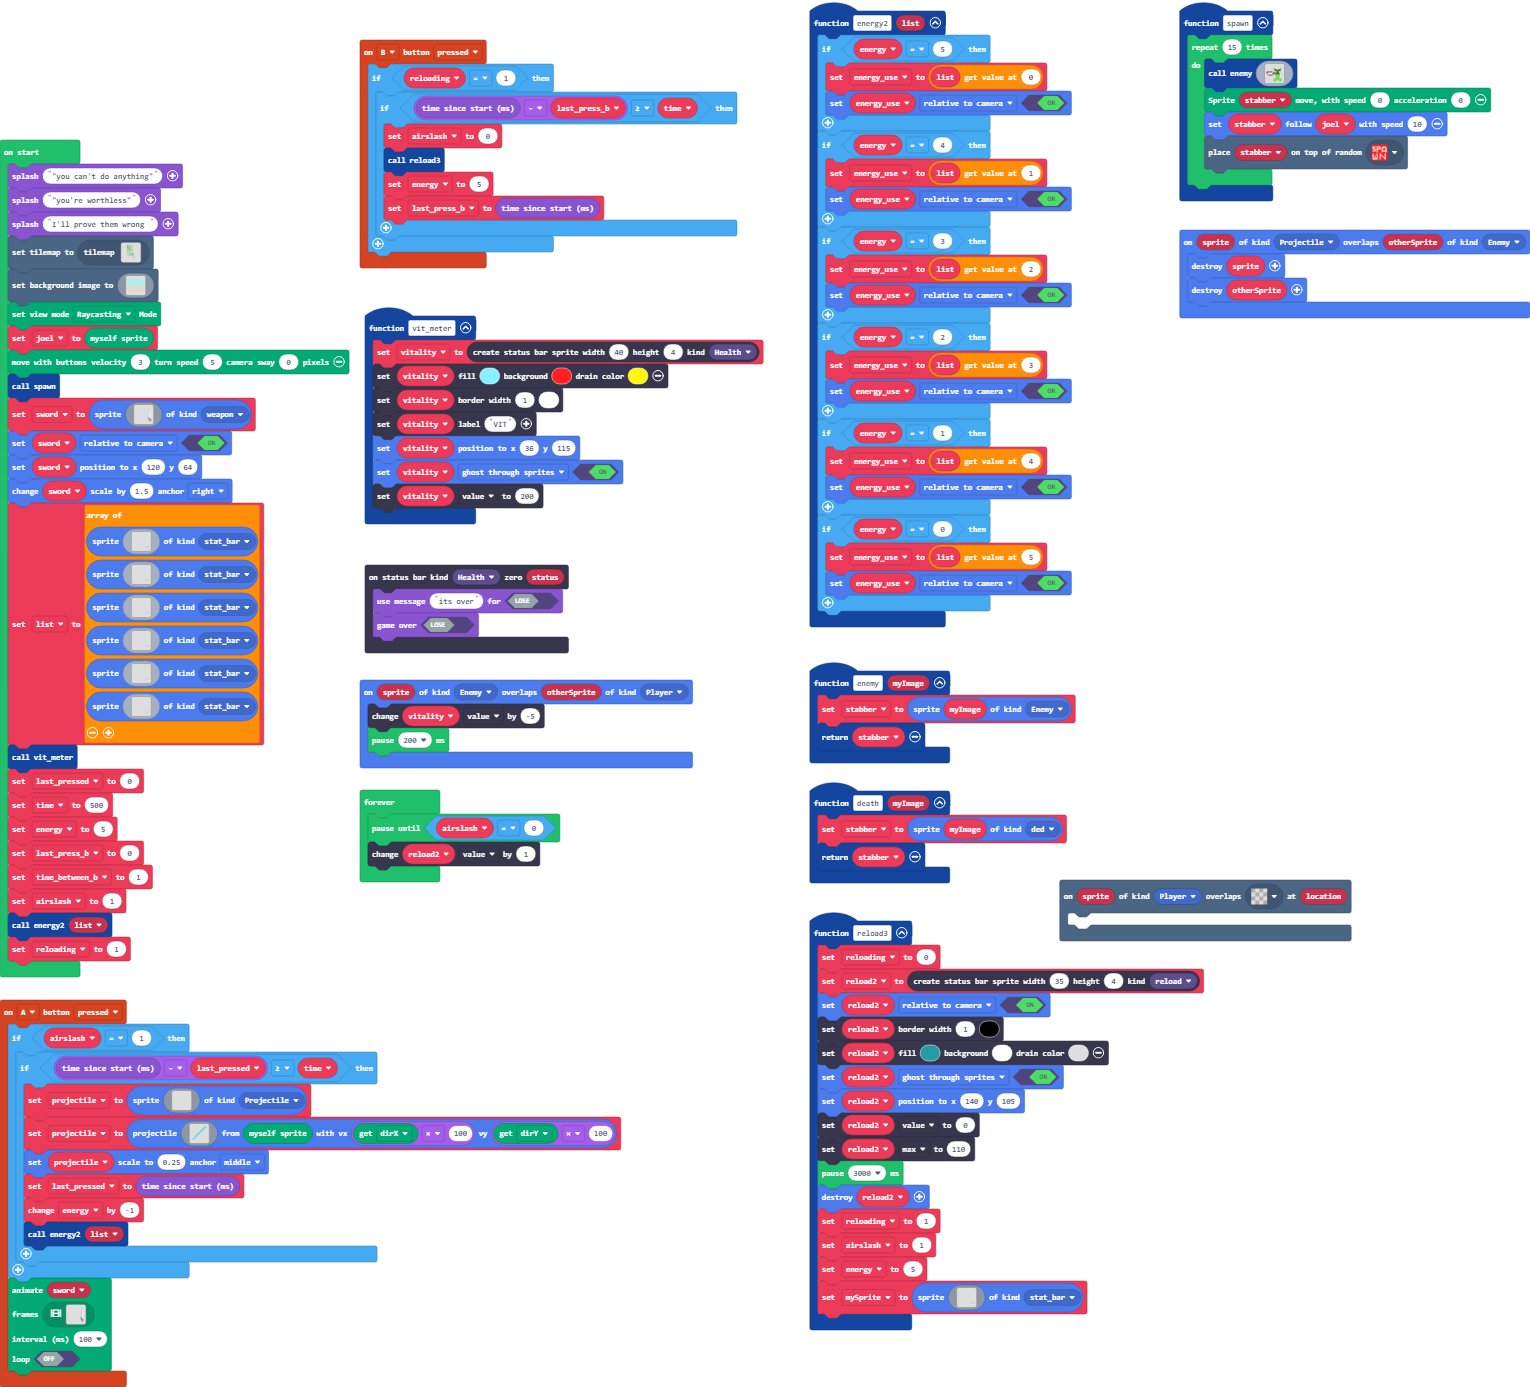 on start
splash "you can't do anything"
splash "you're worthless"
splash "I'll prove them wrong "
set tilemap to tilemap
set background image to
set view mode Raycasting Mode
set joel to myself sprite
move with buttons velocity 3 turn speed 5 camera sway 0 pixels
call spawn
set sword to sprite of kind weapon
set sword relative to camera ON
set sword position to x 120 y 64
change sword scale by 1.5 anchor right
set list to
array of
sprite of kind stat_bar
sprite of kind stat_bar
sprite of kind stat_bar
sprite of kind stat_bar
sprite of kind stat_bar
sprite of kind stat_bar
call vit_meter
set last_pressed to 0
set time to 500
set energy to 5
set last_press_b to 0
set time_between_b to 1
set airslash to 1
call energy2 list
set reloading to 1
on A button pressed
if airslash = 1 then
if time since start (ms) - last_pressed ≥ time then
set projectile to sprite of kind Projectile
set projectile to projectile from myself sprite with vx get dirX × 100 vy get dirY × 100
set projectile scale to 0.25 anchor middle
set last_pressed to time since start (ms)
change energy by -1
call energy2 list
animate sword
frames
interval (ms) 100
loop OFF
on B button pressed
if reloading = 1 then
if time since start (ms) - last_press_b ≥ time then
set airslash to 0
call reload3
set energy to 5
set last_press_b to time since start (ms)
function vit_meter
set vitality to create status bar sprite width 40 height 4 kind Health
set vitality fill background drain color
set vitality border width 1
set vitality label "VIT"
set vitality position to x 36 y 115
set vitality ghost through sprites ON
set vitality value to 200
on status bar kind Health zero status
use message "its over" for LOSE
game over LOSE
on sprite of kind Enemy overlaps otherSprite of kind Player
change vitality value by -5
pause 200 ms
forever
pause until airslash = 0
change reload2 value by 1
function energy2 list
if energy = 5 then
set energy_use to list get value at 0
set energy_use relative to camera ON
if energy = 4 then
set energy_use to list get value at 1
set energy_use relative to camera ON
if energy = 3 then
set energy_use to list get value at 2
set energy_use relative to camera ON
if energy = 2 then
set energy_use to list get value at 3
set energy_use relative to camera ON
if energy = 1 then
set energy_use to list get value at 4
set energy_use relative to camera ON
if energy = 0 then
set energy_use to list get value at 5
set energy_use relative to camera ON
function enemy myImage
set stabber to sprite myImage of kind Enemy
return stabber
function death myImage
set stabber to sprite myImage of kind ded
return stabber
function reload3
set reloading to 0
set reload2 to create status bar sprite width 35 height 4 kind reload
set reload2 relative to camera ON
set reload2 border width 1
set reload2 fill background drain color
set reload2 ghost through sprites ON
set reload2 position to x 140 y 105
set reload2 value to 0
set reload2 max to 110
pause 3000 ms
destroy reload2
set reloading to 1
set airslash to 1
set energy to 5
set mySprite to sprite of kind stat_bar
on sprite of kind Player overlaps at location
function spawn
repeat 15 times
do
call enemy
Sprite stabber move, with speed 0 acceleration 0
set stabber follow joel with speed 10
place stabber on top of random SPA WN
on sprite of kind Projectile overlaps otherSprite of kind Enemy
destroy sprite
destroy otherSprite